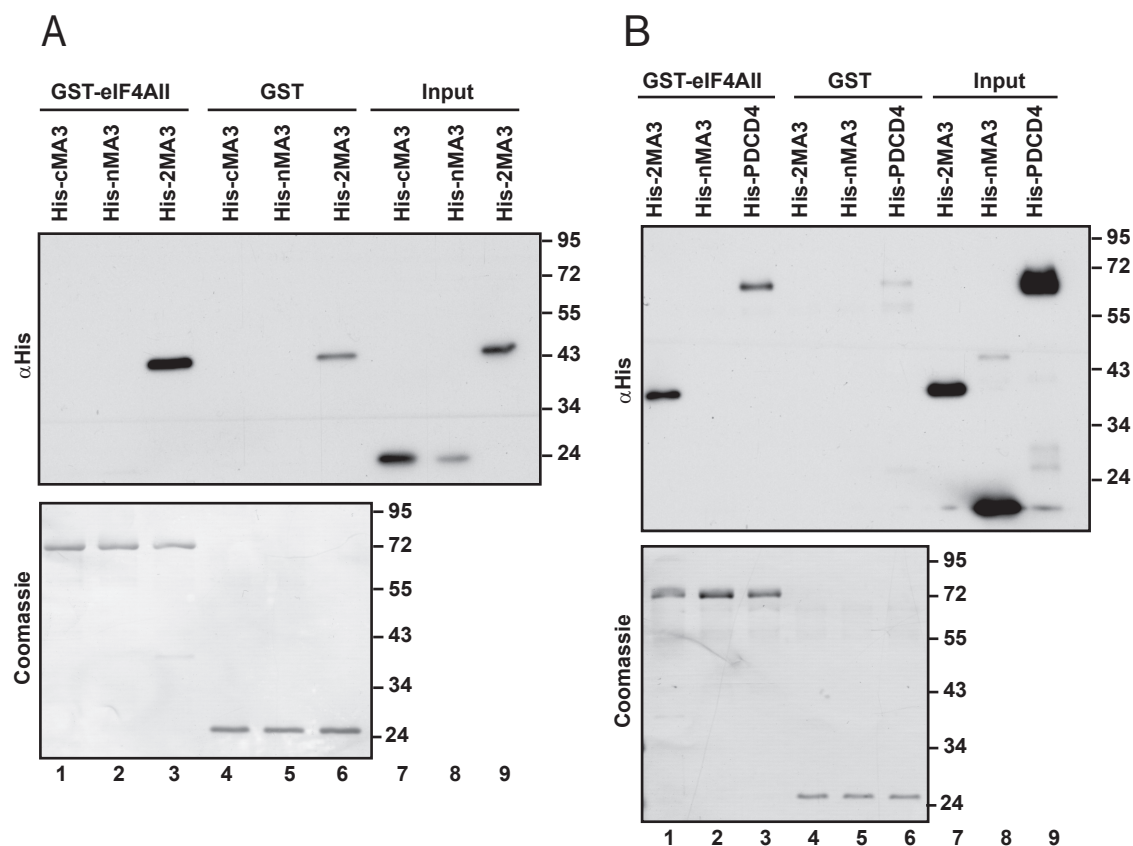 A
GST-eIF4AII GST Input
His-cMA3 His-nMA3 His-2MA3 His-cMA3 His-nMA3 His-2MA3 His-cMA3 His-nMA3 His-2MA3
αHis
95
72
55
43
34
24
Coomassie
95
72
55
43
34
24
1 2 3 4 5 6 7 8 9
B
GST-eIF4AII GST Input
His-2MA3 His-nMA3 His-PDCD4 His-2MA3 His-nMA3 His-PDCD4 His-2MA3 His-nMA3 His-PDCD4
αHis
95
72
55
43
34
24
Coomassie
95
72
55
43
34
24
1 2 3 4 5 6 7 8 9